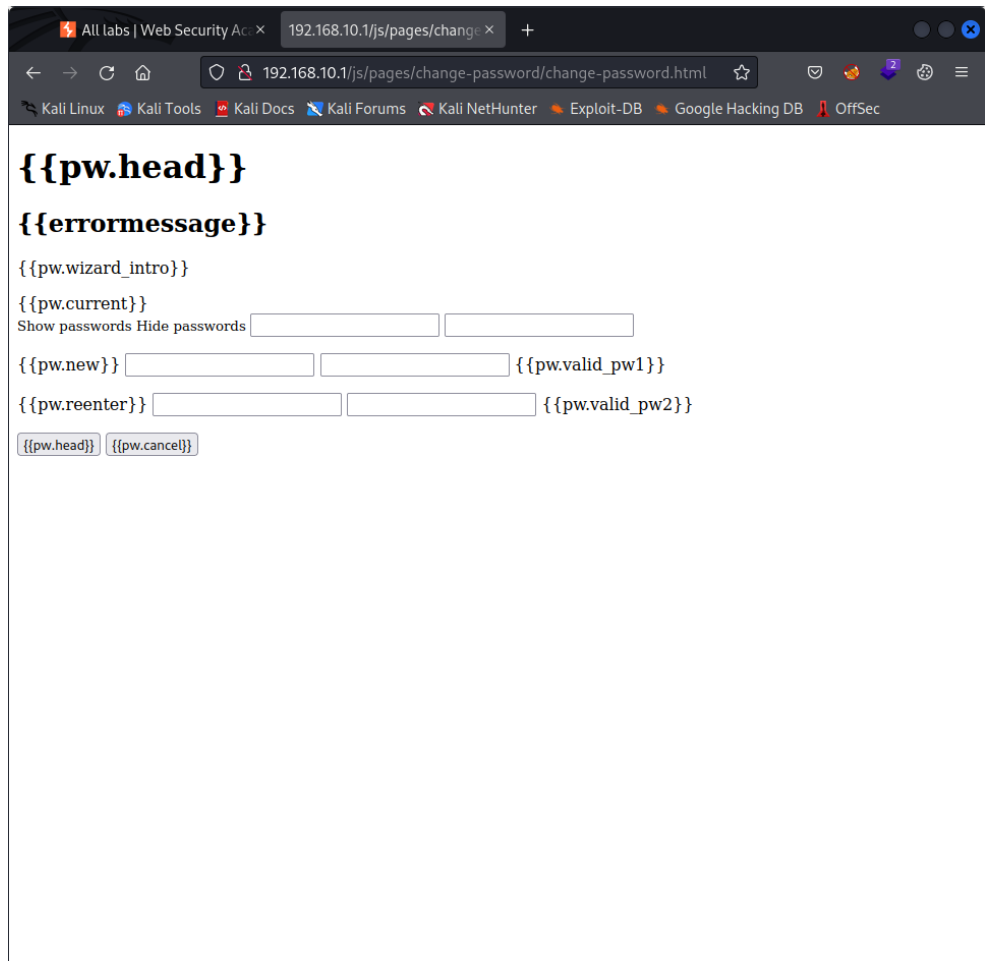 All labs | Web Security Aca
192.168.10.1/js/pages/change
192.168.10.1/js/pages/change-password/change-password.html
2
Kali Linux Kali Tools Kali Docs Kali Forums Kali NetHunter Exploit-DB Google Hacking DB OffSec
{{pw.head}}
{{errormessage}}
{{pw.wizard_intro}}
{{pw.current}}
Show passwords Hide passwords
{{pw.new}} {{pw.valid_pw1}}
{{pw.reenter}} {{pw.valid_pw2}}
{{pw.head}} {{pw.cancel}}